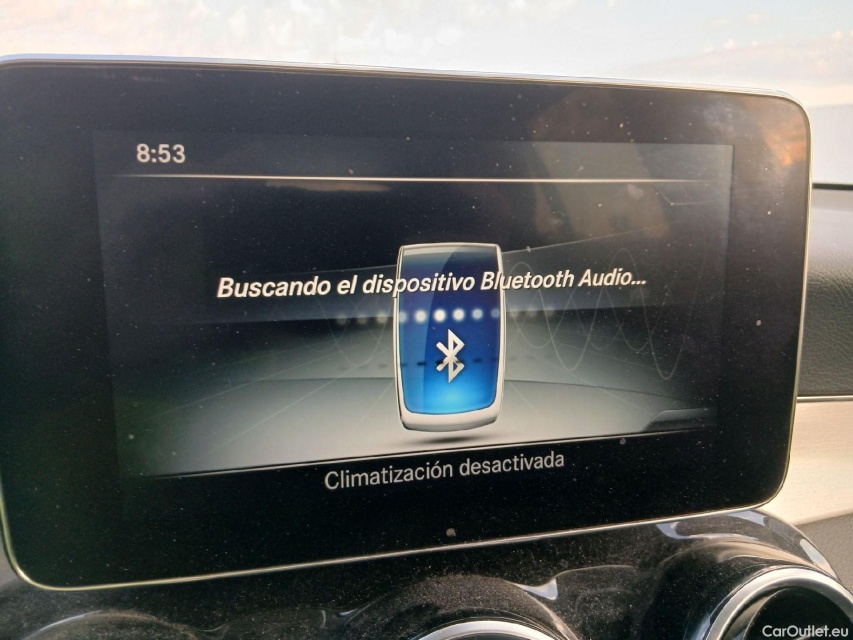 8:53
Buscando el dispositivo Bluetooth Audio...
Climatización desactivada
CarOutlet.eu